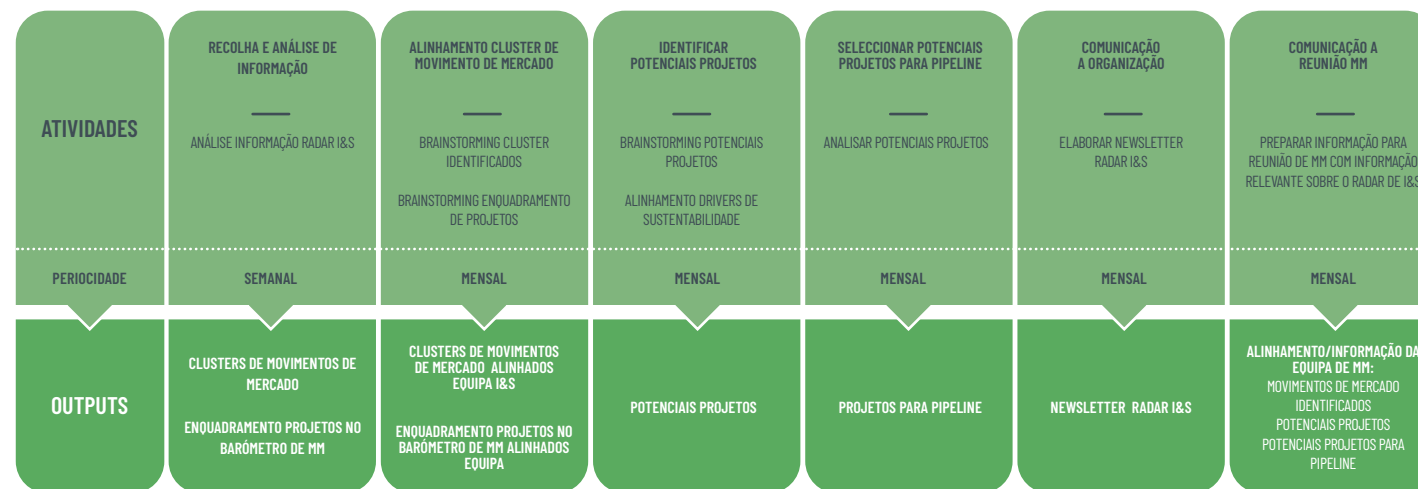 ATIVIDADES
RECOLHA E ANÁLISE DE
INFORMAÇÃO
ANÁLISE INFORMAÇÃO RADAR I&S
ALINHAMENTO CLUSTER DE
MOVIMENTO DE MERCADO
BRAINSTORMING CLUSTER
IDENTIFICADOS
BRAINSTORMING ENQUADRAMENTO
DE PROJETOS
IDENTIFICAR
POTENCIAIS PROJETOS
BRAINSTORMING POTENCIAIS
PROJETOS
ALINHAMENTO DRIVERS DE
SUSTENTABILIDADE
SELECCIONAR POTENCIAIS
PROJETOS PARA PIPELINE
ANALISAR POTENCIAIS PROJETOS
COMUNICAÇÃO
A ORGANIZAÇÃO
ELABORAR NEWSLETTER
RADAR I&S
COMUNICAÇÃO A
REUNIÃO MM
PREPARAR INFORMAÇÃO PARA
REUNIÃO DE MM COM INFORMAÇÃO
RELEVANTE SOBRE O RADAR DE I&S
PERIOCIDADE
SEMANAL
MENSAL
MENSAL
MENSAL
MENSAL
MENSAL
OUTPUTS
CLUSTERS DE MOVIMENTOS DE
MERCADO
ENQUADRAMENTO PROJETOS NO
BARÓMETRO DE MM
CLUSTERS DE MOVIMENTOS
DE MERCADO ALINHADOS
EQUIPA I&S
ENQUADRAMENTO PROJETOS NO
BARÓMETRO DE MM ALINHADOS
EQUIPA
POTENCIAIS PROJETOS
PROJETOS PARA PIPELINE
NEWSLETTER RADAR I&S
ALINHAMENTO/INFORMAÇÃO DA
EQUIPA DE MM:
MOVIMENTOS DE MERCADO
IDENTIFICADOS
POTENCIAIS PROJETOS
POTENCIAIS PROJETOS PARA
PIPELINE